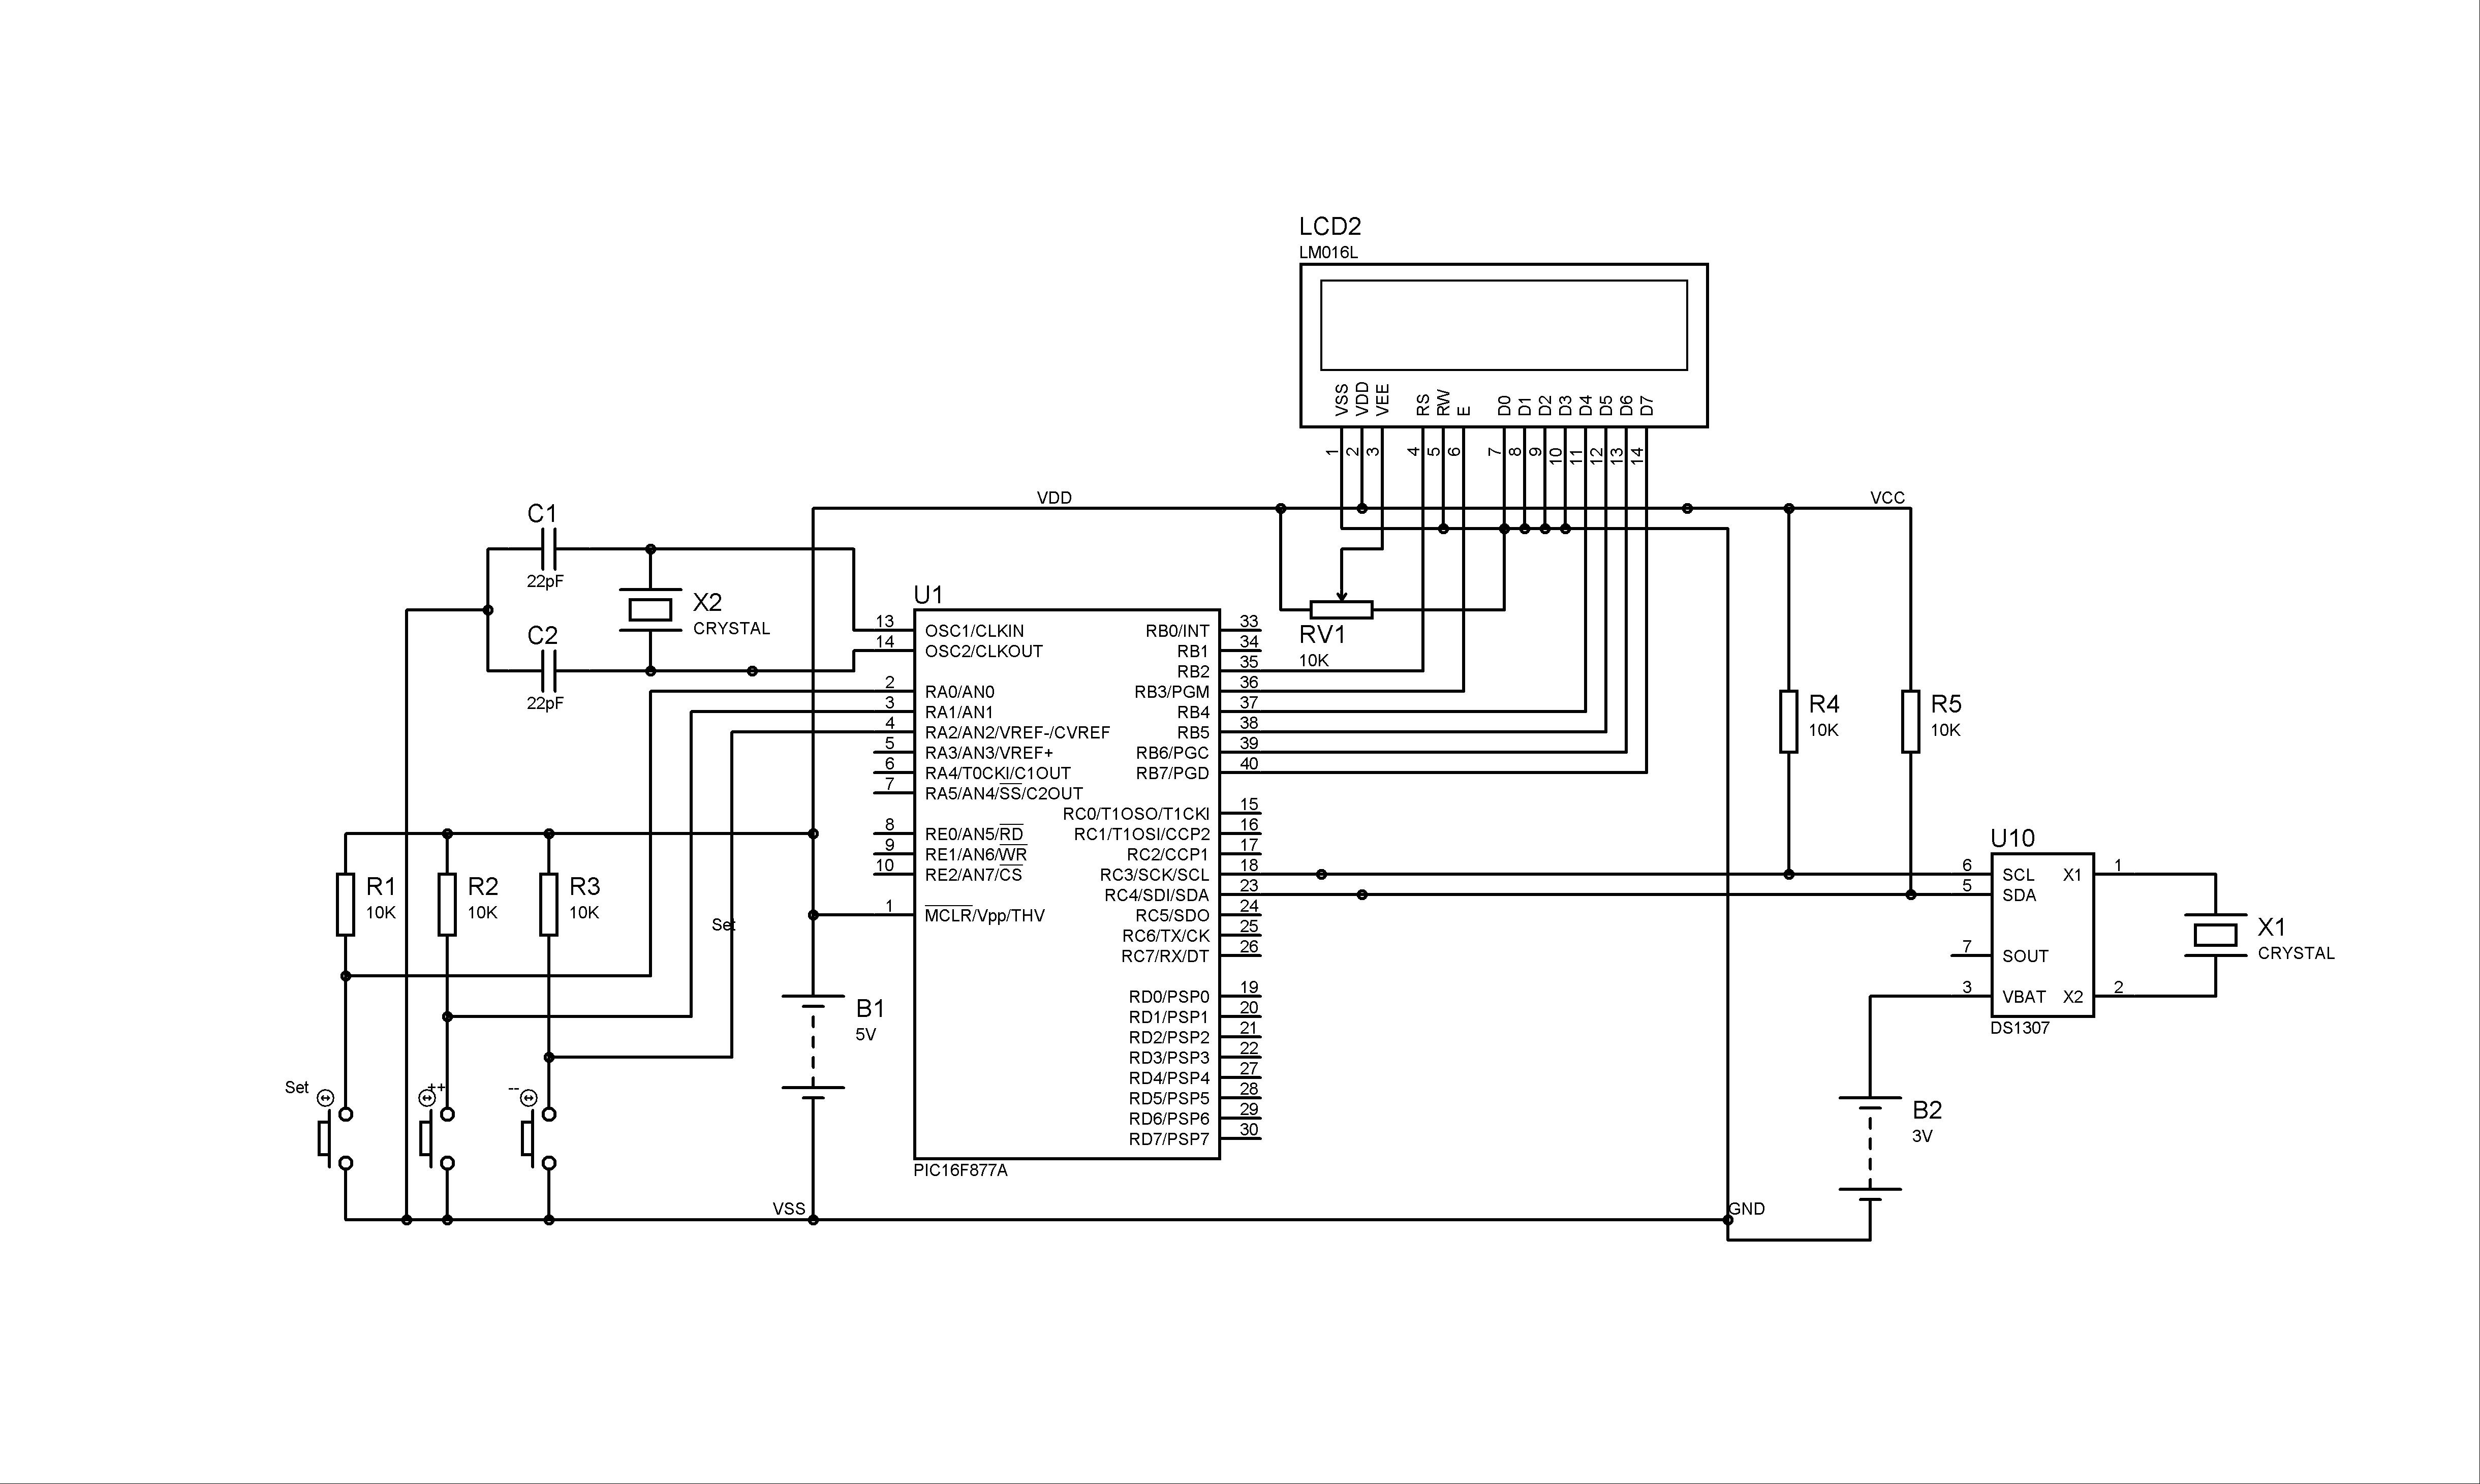 LCD2
LM016L
VSS
VDD
VEE
RS
RW
E
D0
D1
D2
D3
D4
D5
D6
D7
1
2
3
4
5
6
7
8
9
10
11
12
13
14
VDD
VCC
C1
22pF
X2
CRYSTAL
C2
22pF
U1
13
OSC1/CLKIN
14
OSC2/CLKOUT
2
RA0/AN0
3
RA1/AN1
4
RA2/AN2/VREF-/CVREF
5
RA3/AN3/VREF+
6
RA4/T0CKI/C1OUT
7
RA5/AN4/SS/C2OUT
8
RE0/AN5/RD
9
RE1/AN6/WR
10
RE2/AN7/CS
1
MCLR/Vpp/THV
RB0/INT
33
RB1
34
RB2
35
RB3/PGM
36
RB4
37
RB5
38
RB6/PGC
39
RB7/PGD
40
RC0/T1OSO/T1CKI
15
RC1/T1OSI/CCP2
16
RC2/CCP1
17
RC3/SCK/SCL
18
RC4/SDI/SDA
23
RC5/SDO
24
RC6/TX/CK
25
RC7/RX/DT
26
RD0/PSP0
19
RD1/PSP1
20
RD2/PSP2
21
RD3/PSP3
22
RD4/PSP4
27
RD5/PSP5
28
RD6/PSP6
29
RD7/PSP7
30
PIC16F877A
RV1
10K
R4
10K
R5
10K
R1
10K
R2
10K
R3
10K
Set
B1
5V
Set
++
--
VSS
GND
U10
6
SCL
5
SDA
7
SOUT
3
VBAT
X1
1
X2
2
DS1307
X1
CRYSTAL
B2
3V